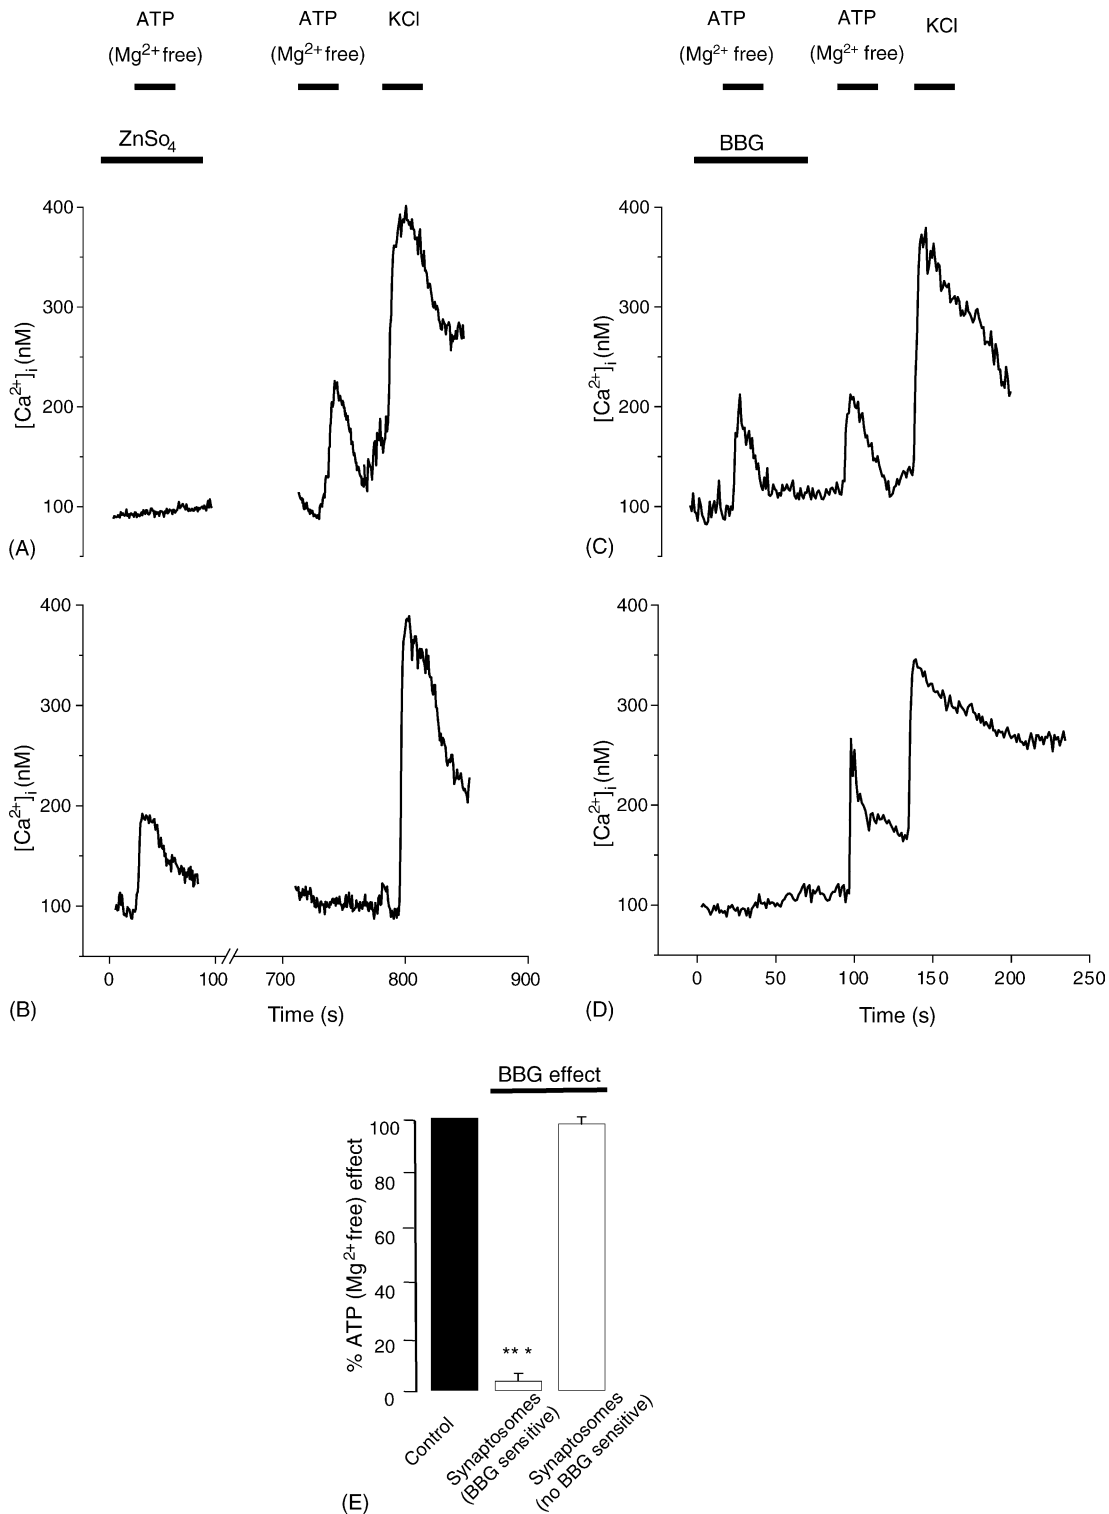 ATP
(Mg2+ free)
ATP
(Mg2+ free)
KCl
ATP
(Mg2+ free)
ATP
(Mg2+ free)
KCl
ZnSo4
BBG
400
300
200
100
[Ca2+]i (nM)
(A)
400
300
200
100
[Ca2+]i (nM)
(C)
400
300
200
100
[Ca2+]i (nM)
0
100
700
800
900
Time (s)
(B)
400
300
200
100
[Ca2+]i (nM)
0
50
100
150
200
250
Time (s)
(D)
BBG effect
100
80
60
40
20
0
% ATP (Mg2+ free) effect
** *
Control
Synaptosomes
(BBG sensitive)
Synaptosomes
(no BBG sensitive)
(E)